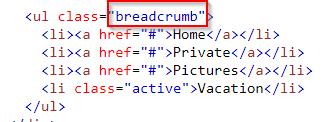 <ul class="breadcrumb">
<li><a href="#">Home</a></li>
<li><a href="#">Private</a></li>
<li><a href="#">Pictures</a></li>
<li class="active">Vacation</li>
</ul>